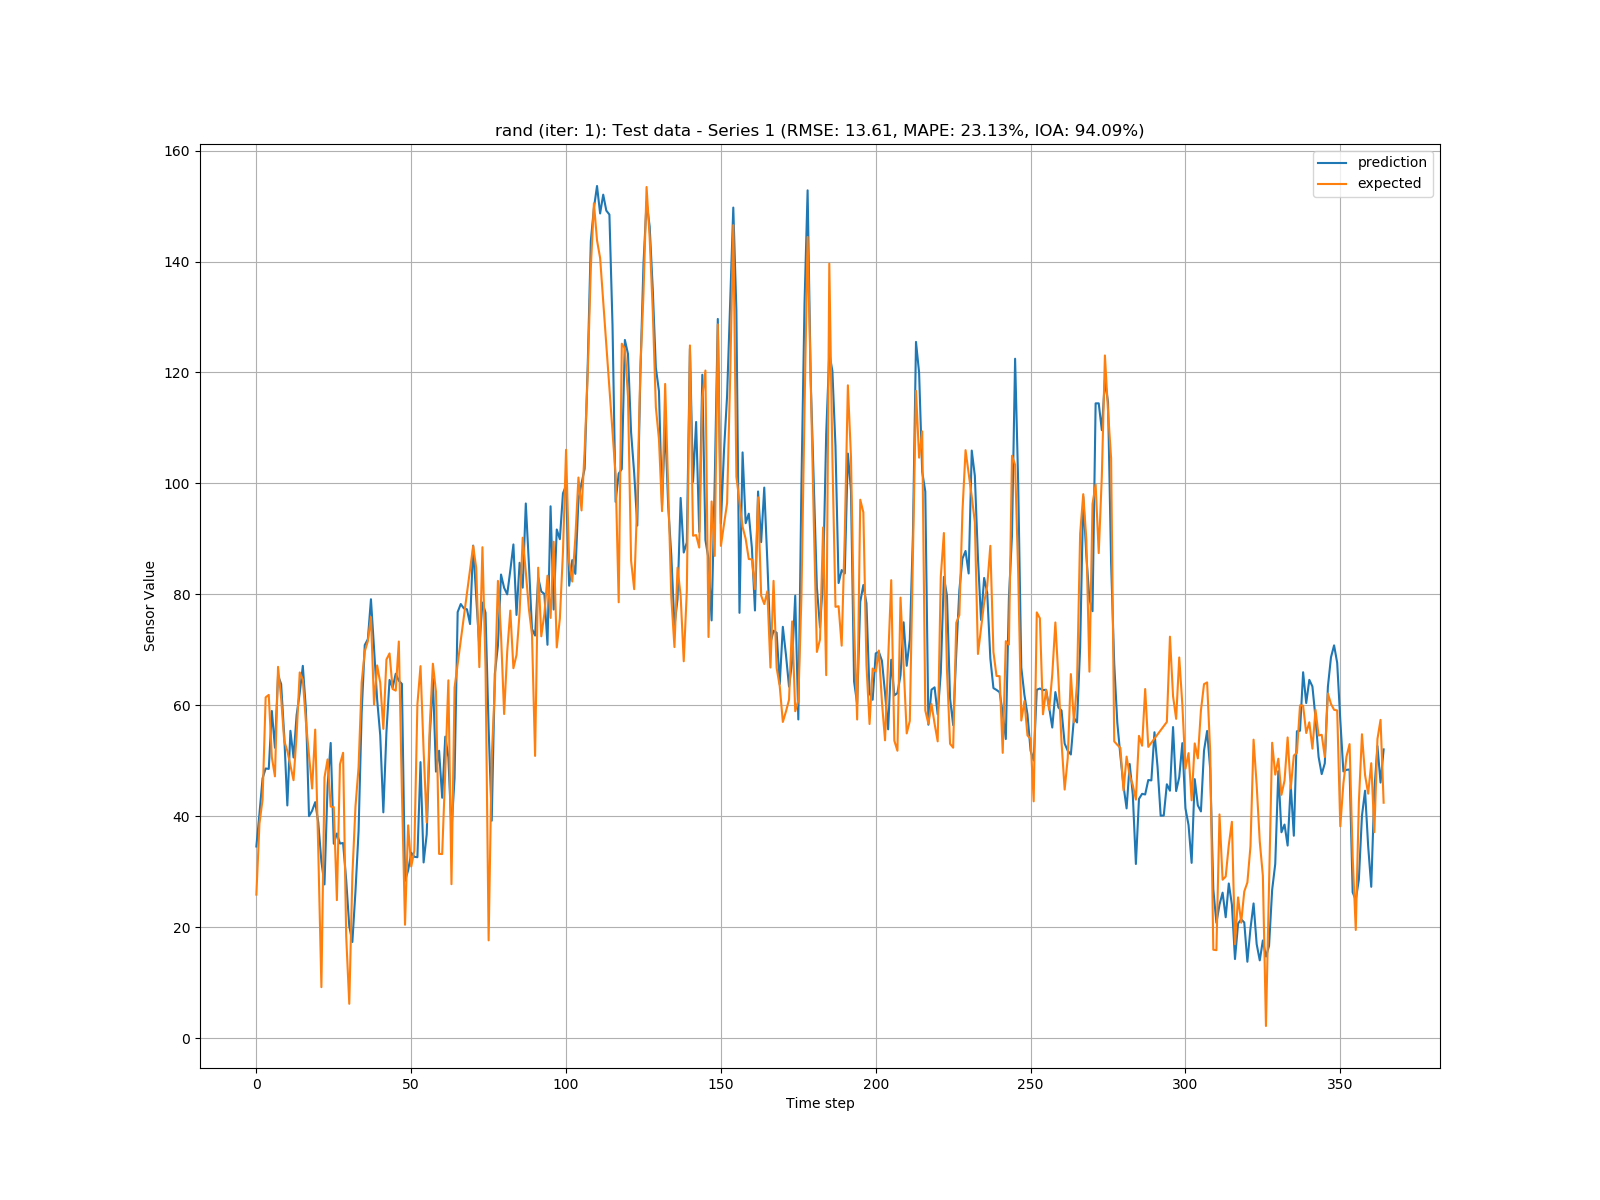 rand (iter: 1): Test data - Series 1 (RMSE: 13.61, MAPE: 23.13%, IOA: 94.09%)
prediction
expected
160
140
120
100
80
60
40
20
0
Sensor Value
0 50 100 150 200 250 300 350
Time step